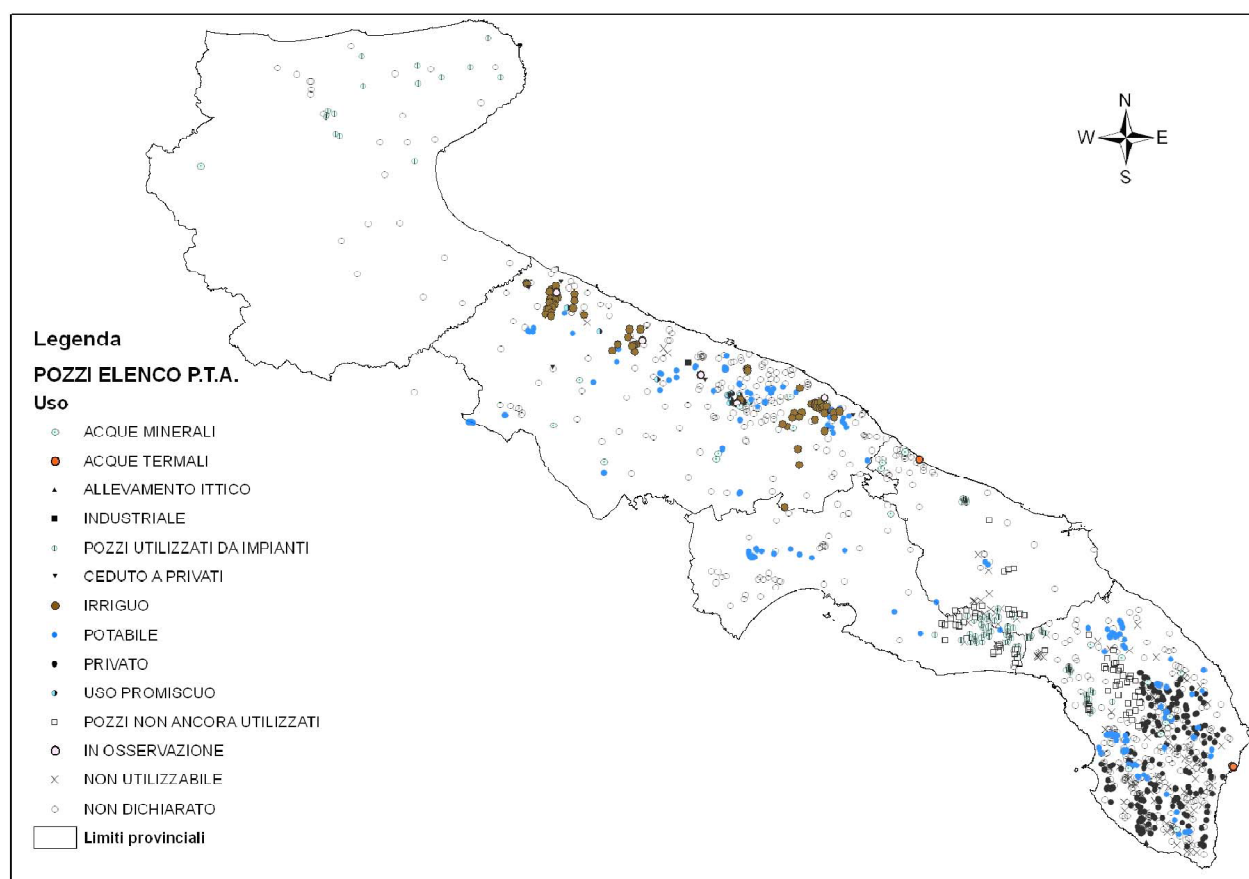 N
W E
S
Legenda
POZZI ELENCO P.T.A.
Uso
ACQUE MINERALI
ACQUE TERMALI
ALLEVAMENTO ITTICO
INDUSTRIALE
POZZI UTILIZZATI DA IMPIANTI
CEDUTO A PRIVATI
IRRIGUO
POTABILE
PRIVATO
USO PROMISCUO
POZZI NON ANCORA UTILIZZATI
IN OSSERVAZIONE
NON UTILIZZABILE
NON DICHIARATO
Limiti provinciali